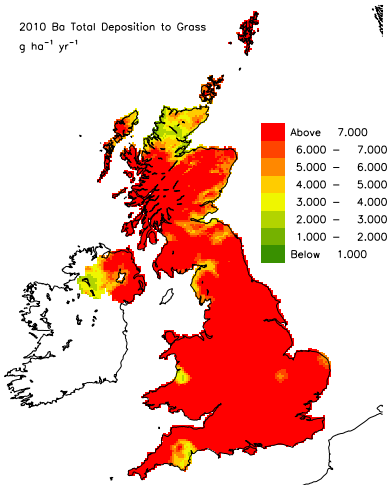 2010 Ba Total Deposition to Grass
g ha⁻¹ yr⁻¹
Above 7.000
6.000 – 7.000
5.000 – 6.000
4.000 – 5.000
3.000 – 4.000
2.000 – 3.000
1.000 – 2.000
Below 1.000